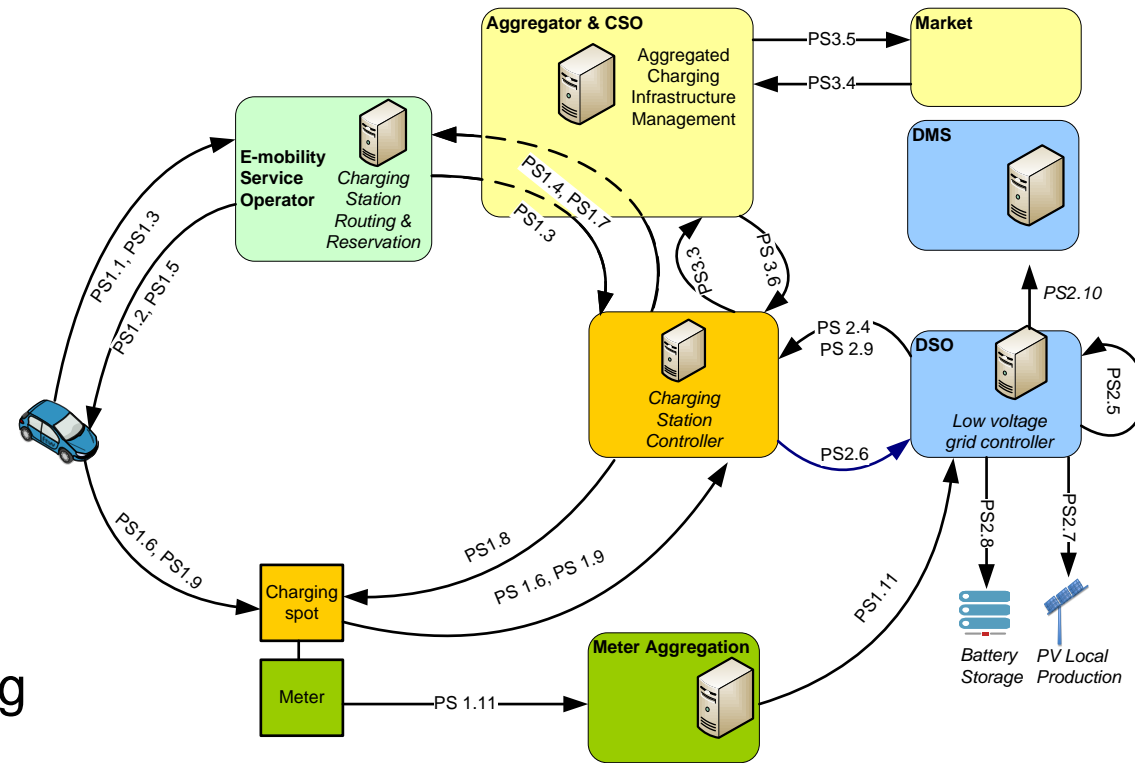 Aggregator & CSO
Aggregated
Charging
Infrastructure
Management
PS3.5
PS3.4
Market
DMS
E-mobility
Service
Operator
Charging
Station
Routing &
Reservation
PS1.4, PS1.7
PS1.3
PS1.1, PS1.3
PS1.2, PS1.5
PS3.3
PS 3.6
PS2.10
Charging
Station
Controller
PS 2.4
PS 2.9
DSO
Low voltage
grid controller
PS2.5
PS2.6
PS2.8
PS2.7
PS1.6, PS1.9
PS1.8
PS 1.6, PS 1.9
Charging
spot
PS1.11
Battery
Storage
PV Local
Production
Meter Aggregation
Meter
PS 1.11
g